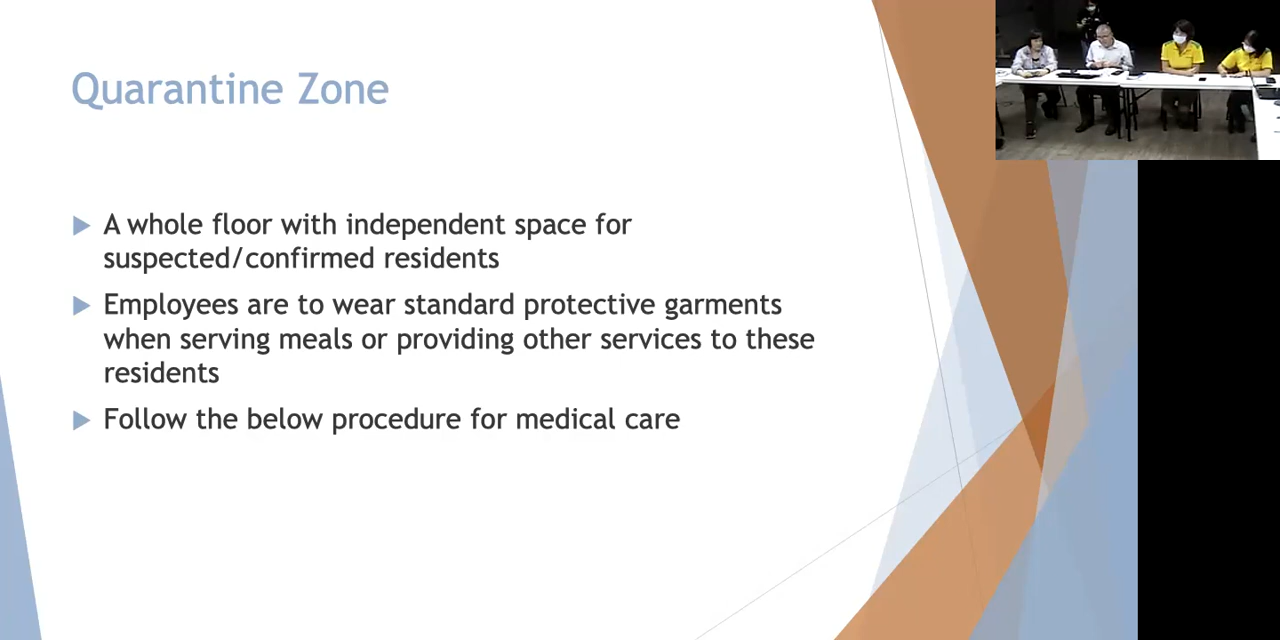 Quarantine Zone
A whole floor with independent space for
suspected/confirmed residents
Employees are to wear standard protective garments
when serving meals or providing other services to these
residents
Follow the below procedure for medical care